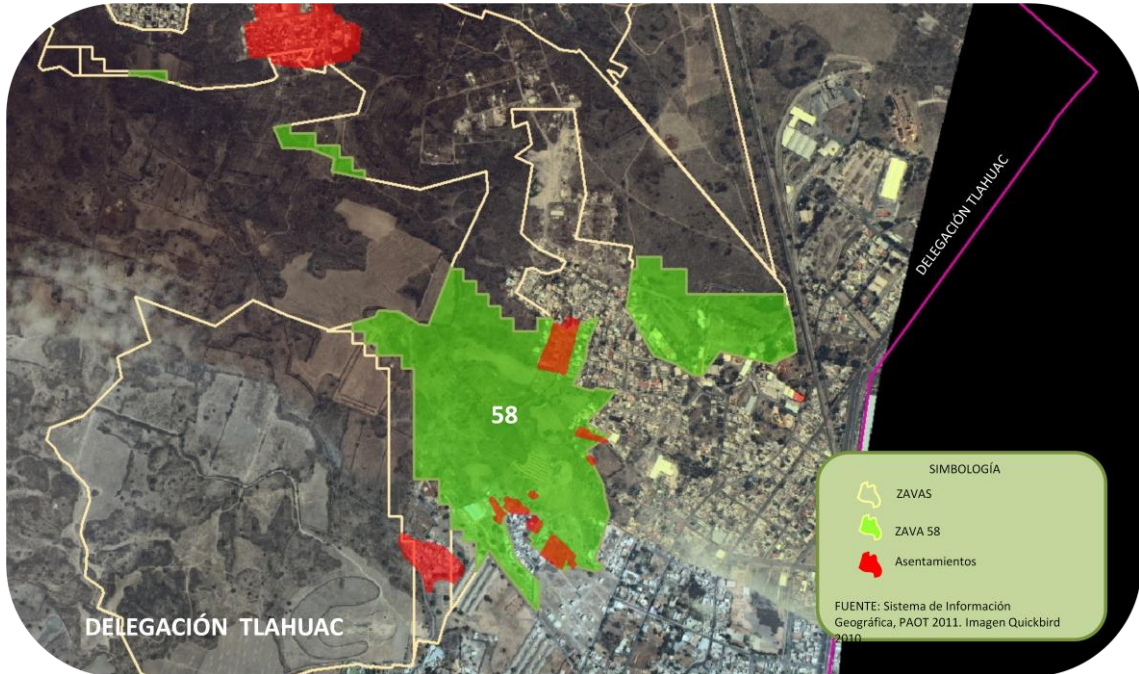 DELEGACIÓN TLAHUAC
58
SIMBOLOGÍA
ZAVAS
ZAVA 58
Asentamientos
FUENTE: Sistema de Información
Geográfica, PAOT 2011. Imagen Quickbird
2010
DELEGACIÓN TLAHUAC